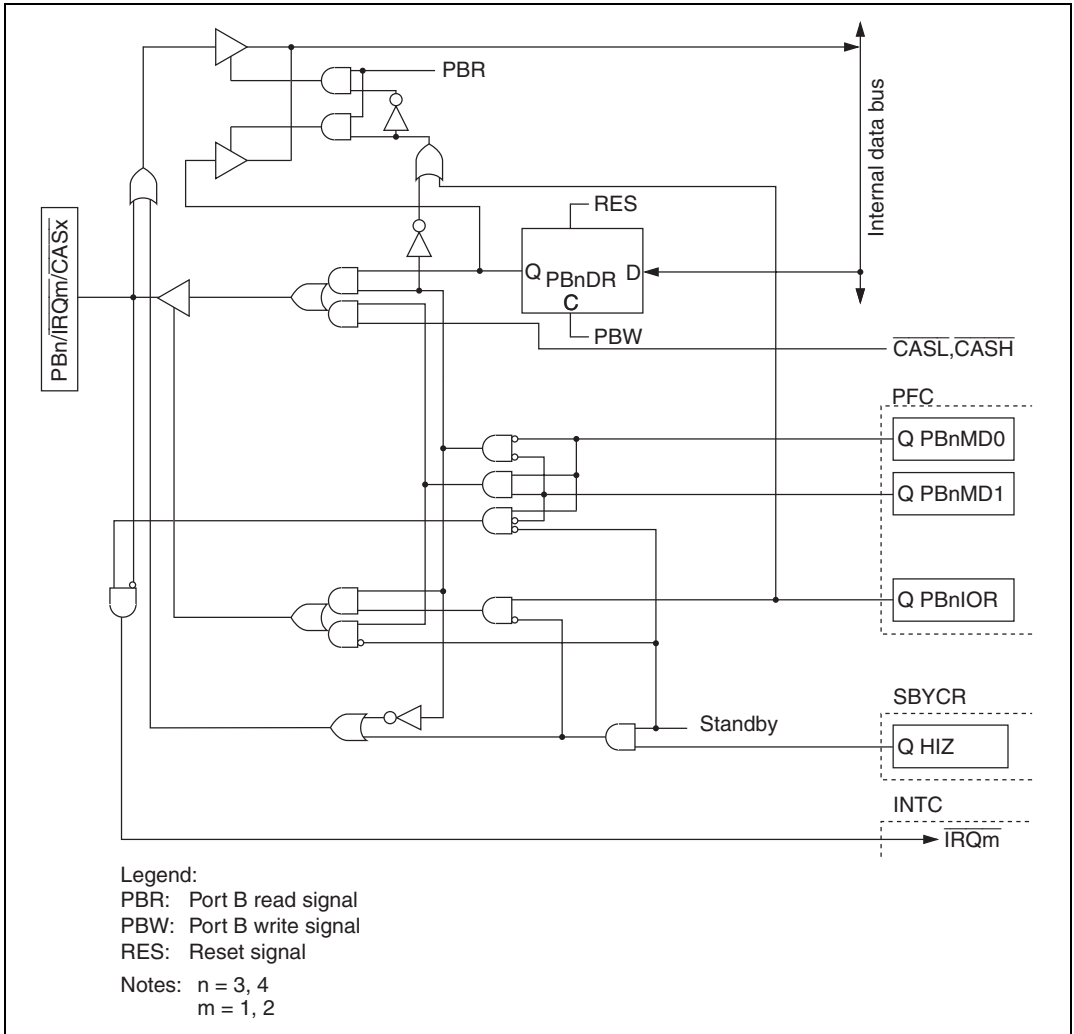 PBR
Internal data bus
RES
Q PBnDR D
C
PBW
PBn/IRQm/CASx
CASL,CASH
PFC
Q PBnMD0
Q PBnMD1
Q PBnIOR
SBYCR
Standby
Q HIZ
INTC
IRQm
Legend:
PBR: Port B read signal
PBW: Port B write signal
RES: Reset signal
Notes: n = 3, 4
m = 1, 2